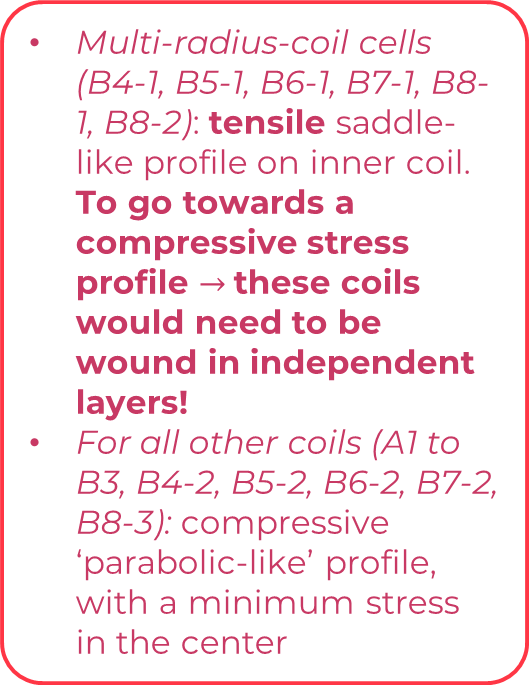 • Multi-radius-coil cells
(B4-1, B5-1, B6-1, B7-1, B8-
1, B8-2): tensile saddle-
like profile on inner coil.
To go towards a
compressive stress
profile → these coils
would need to be
wound in independent
layers!
• For all other coils (A1 to
B3, B4-2, B5-2, B6-2, B7-2,
B8-3): compressive
‘parabolic-like’ profile,
with a minimum stress
in the center